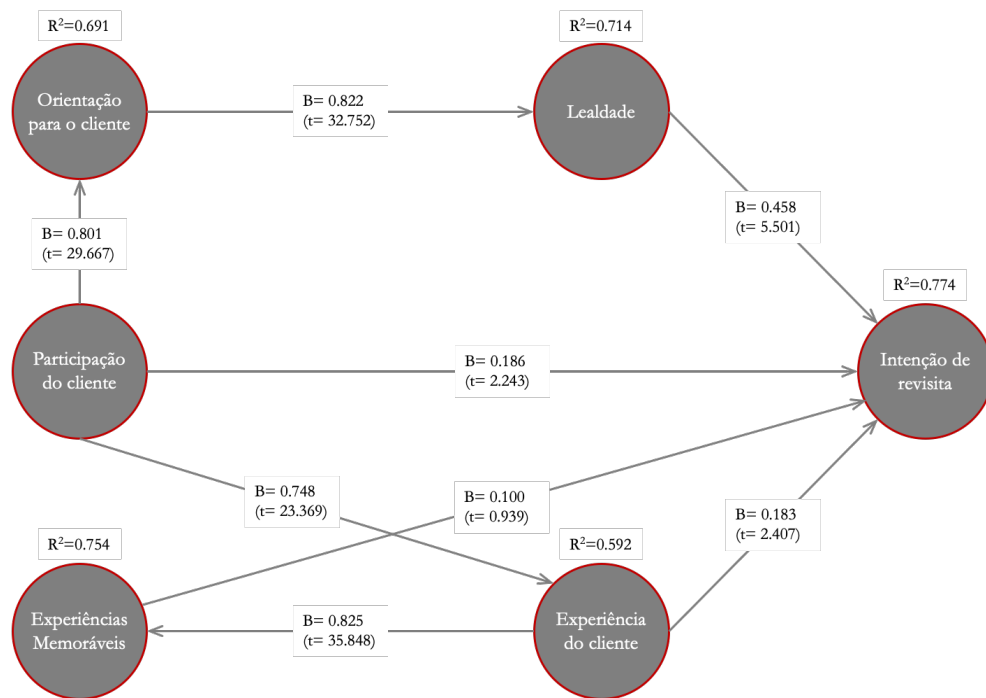 R²=0.691
R²=0.714
Orientação
para o cliente
B= 0.822
(t= 32.752)
Lealdade
B= 0.801
(t= 29.667)
B= 0.458
(t= 5.501)
R²=0.774
Participação
do cliente
B= 0.186
(t= 2.243)
Intenção de
revisita
B= 0.748
(t= 23.369)
B= 0.100
(t= 0.939)
B= 0.183
(t= 2.407)
R²=0.754
R²=0.592
Experiências
Memoráveis
B= 0.825
(t= 35.848)
Experiência
do cliente